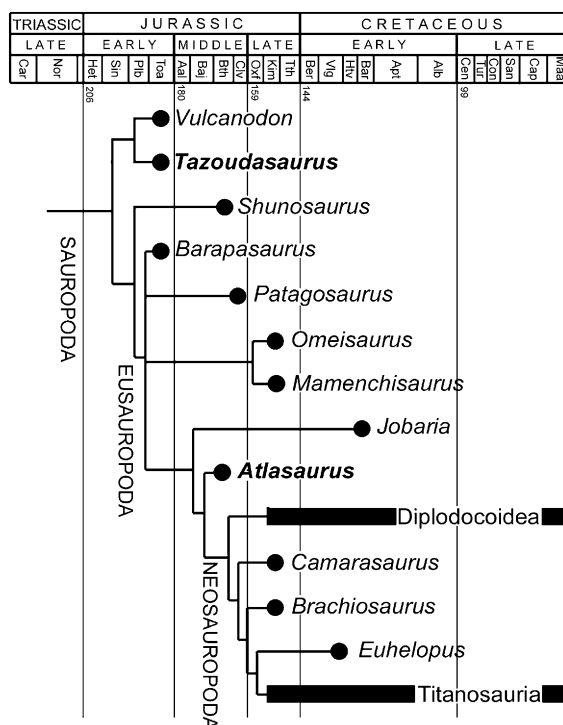 TRIASSIC JURASSIC CRETACEOUS
LATE EARLY MIDDLE LATE EARLY LATE
Car Nor Het Sin Plb Toa Aal Baj Bth Clv Oxf Kim Tth Ber Vlg Htv Bar Apt Alb Cen Tur Con San Cap Maa
206 180 159 144 99
Vulcanodon
Tazoudasaurus
Shunosaurus
SAUROPODA
Barapasaurus
Patagosaurus
Omeisaurus
EUSAUROPODA
Mamenchisaurus
Jobaria
Atlasaurus
Diplodocoidea
NEOSAUROPODA
Camarasaurus
Brachiosaurus
Euhelopus
Titanosauria